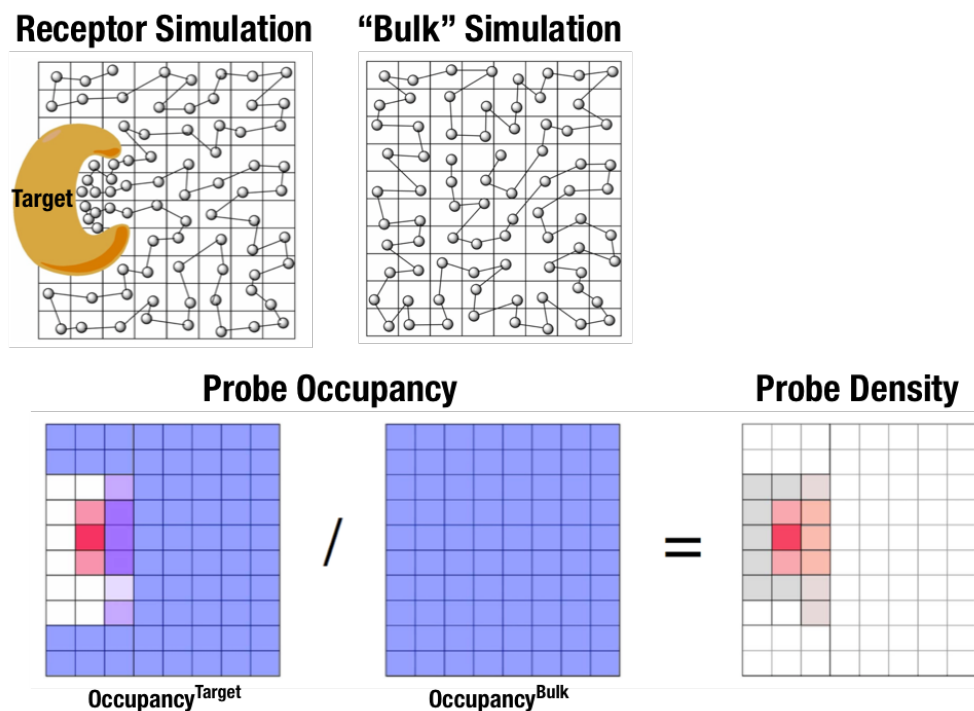 Receptor Simulation
“Bulk” Simulation
Target
Probe Occupancy
Probe Density
/
=
Occupancy^Target
Occupancy^Bulk